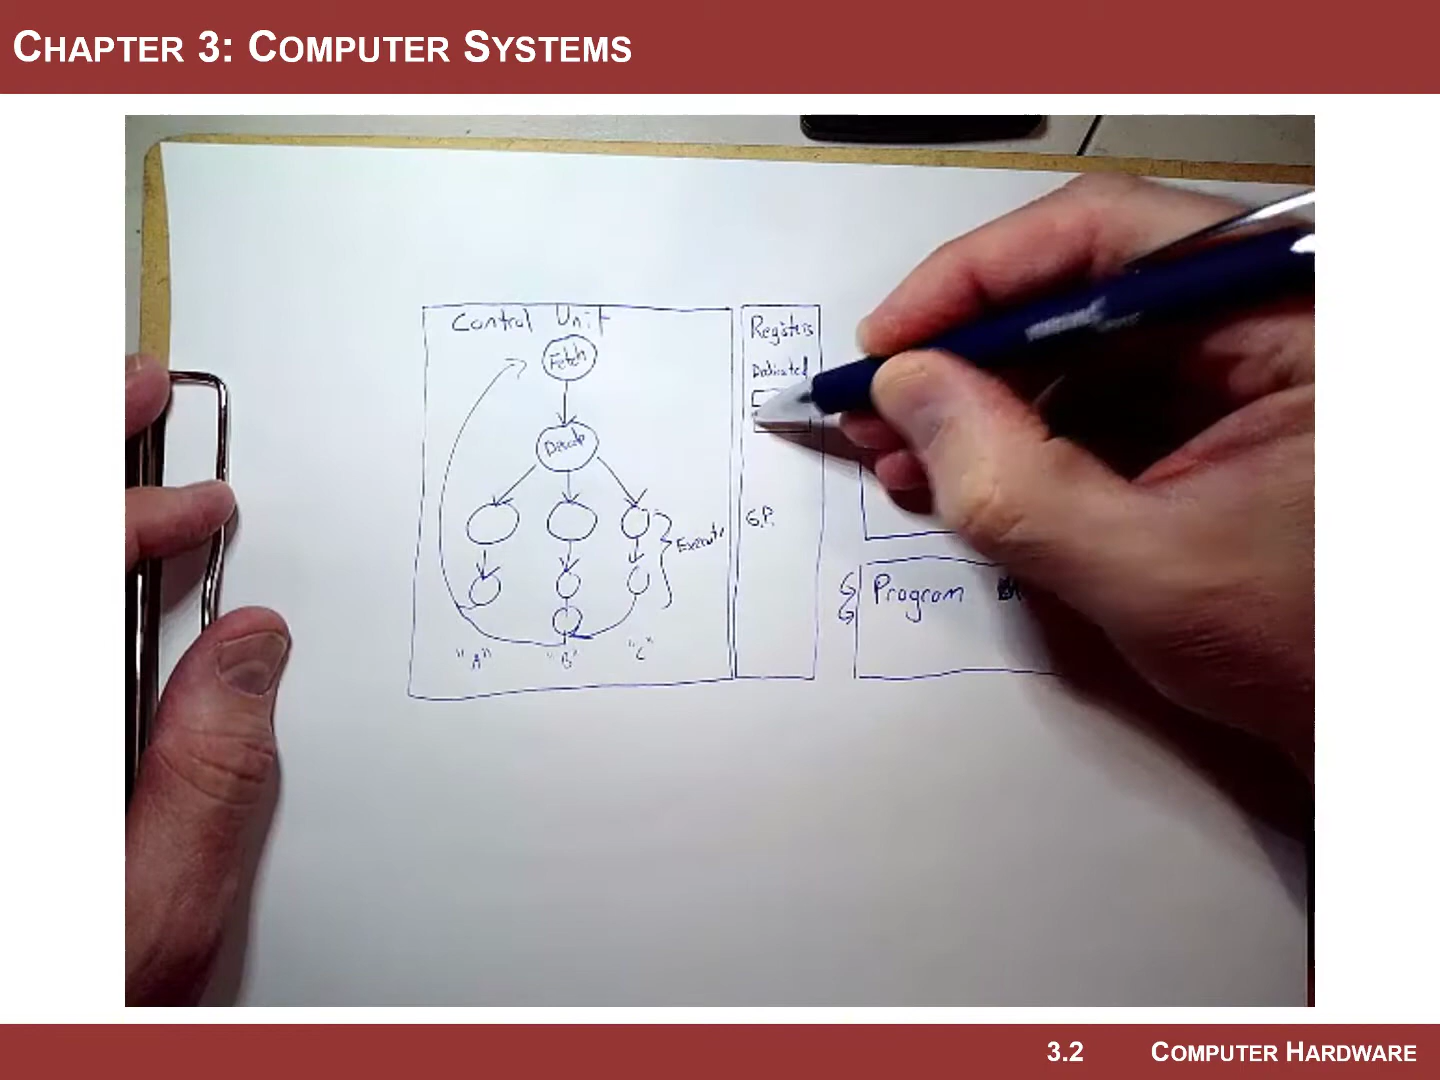 CHAPTER 3: COMPUTER SYSTEMS
Control Unit
Fetch
Decode
Execute
"A" "B" "C"
Registers
Dedicated
G.P.
Program
3.2 COMPUTER HARDWARE